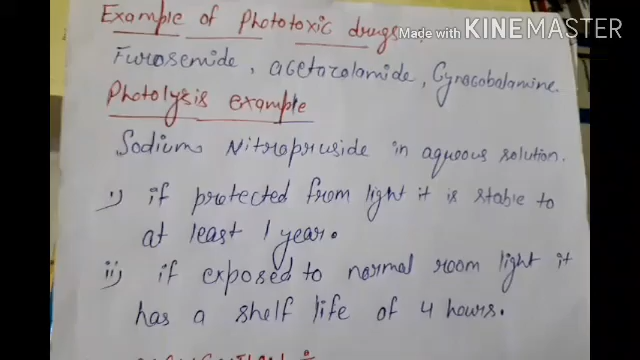 Example of Phototoxic drugs
Made with KINEMASTER
Furosemide, acetazolamide, Cynocobalamine.
Photolysis example
Sodium Nitropruside in aqueous solution.
i) if protected from light it is stable to
at least 1 year.
ii) if exposed to normal room light it
has a shelf life of 4 hours.